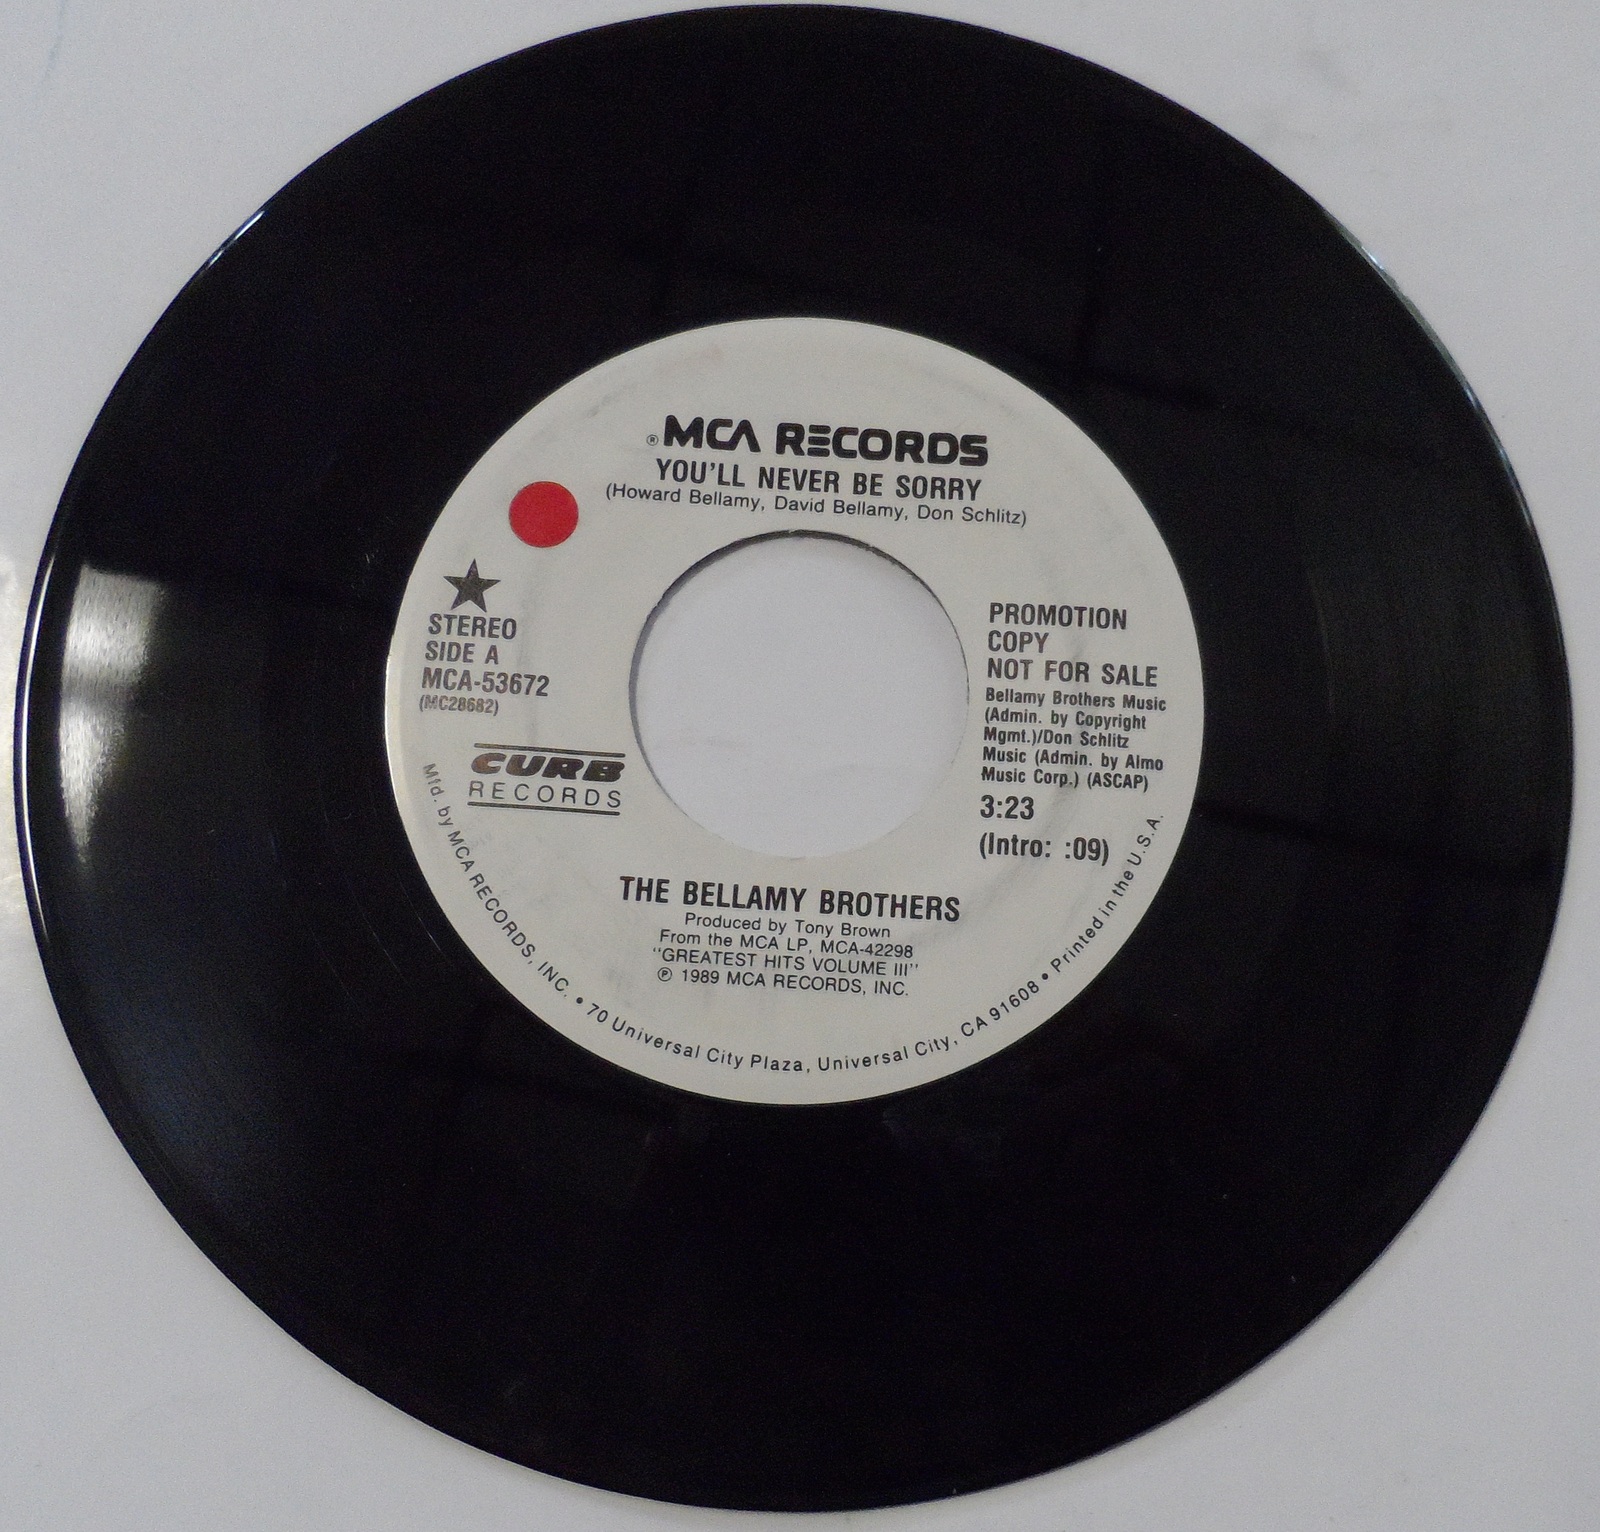 ® MCA RECORDS
YOU'LL NEVER BE SORRY
(Howard Bellamy, David Bellamy, Don Schlitz)
STEREO
SIDE A
MCA-53672
(MC28682)
CURB
RECORDS
PROMOTION
COPY
NOT FOR SALE
Bellamy Brothers Music
(Admin. by Copyright
Mgmt.)/Don Schlitz
Music (Admin. by Almo
Music Corp.) (ASCAP)
3:23
(Intro: :09)
THE BELLAMY BROTHERS
Produced by Tony Brown
From the MCA LP, MCA-42298
"GREATEST HITS VOLUME III"
℗ 1989 MCA RECORDS, INC.
Mfd. by MCA RECORDS, INC. • 70 Universal City Plaza, Universal City, CA 91608 • Printed in the U.S.A.